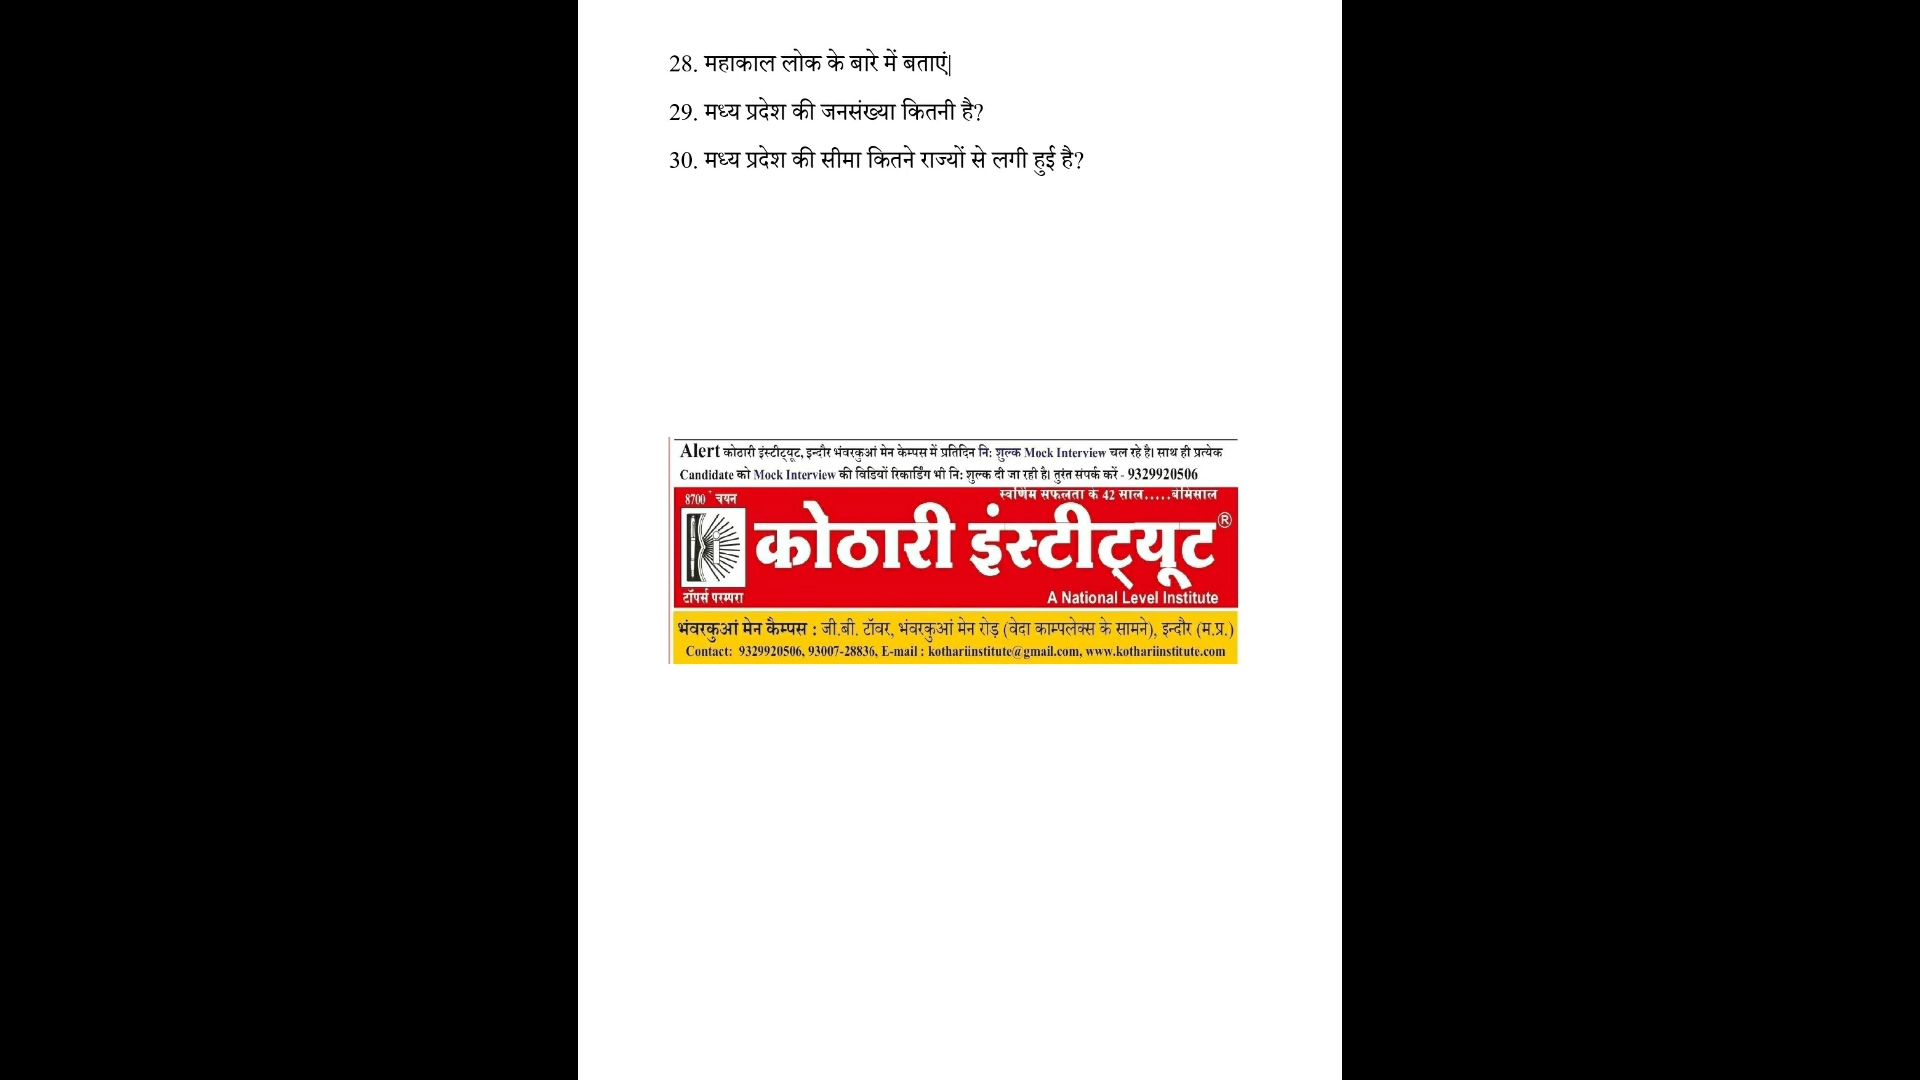 28. महाकाल लोक के बारे में बताएं|
29. मध्य प्रदेश की जनसंख्या कितनी है?
30. मध्य प्रदेश की सीमा कितने राज्यों से लगी हुई है?
Alert कोठारी इंस्टीट्यूट, इन्दौर भंवरकुआं मेन केम्पस में प्रतिदिन नि: शुल्क Mock Interview चल रहे है। साथ ही प्रत्येक
Candidate को Mock Interview की विडियों रिकार्डिंग भी नि: शुल्क दी जा रही है। तुरंत संपर्क करें - 9329920506
8700+ चयन
स्वर्णिम सफलता के 42 साल.....बेमिसाल
कोठारी इंस्टीट्यूट®
टॉपर्स परम्परा
A National Level Institute
भंवरकुआं मेन कैम्पस : जी.बी. टॉवर, भंवरकुआं मेन रोड़ (वेदा काम्पलेक्स के सामने), इन्दौर (म.प्र.)
Contact: 9329920506, 93007-28836, E-mail : kothariinstitute@gmail.com, www.kothariinstitute.com